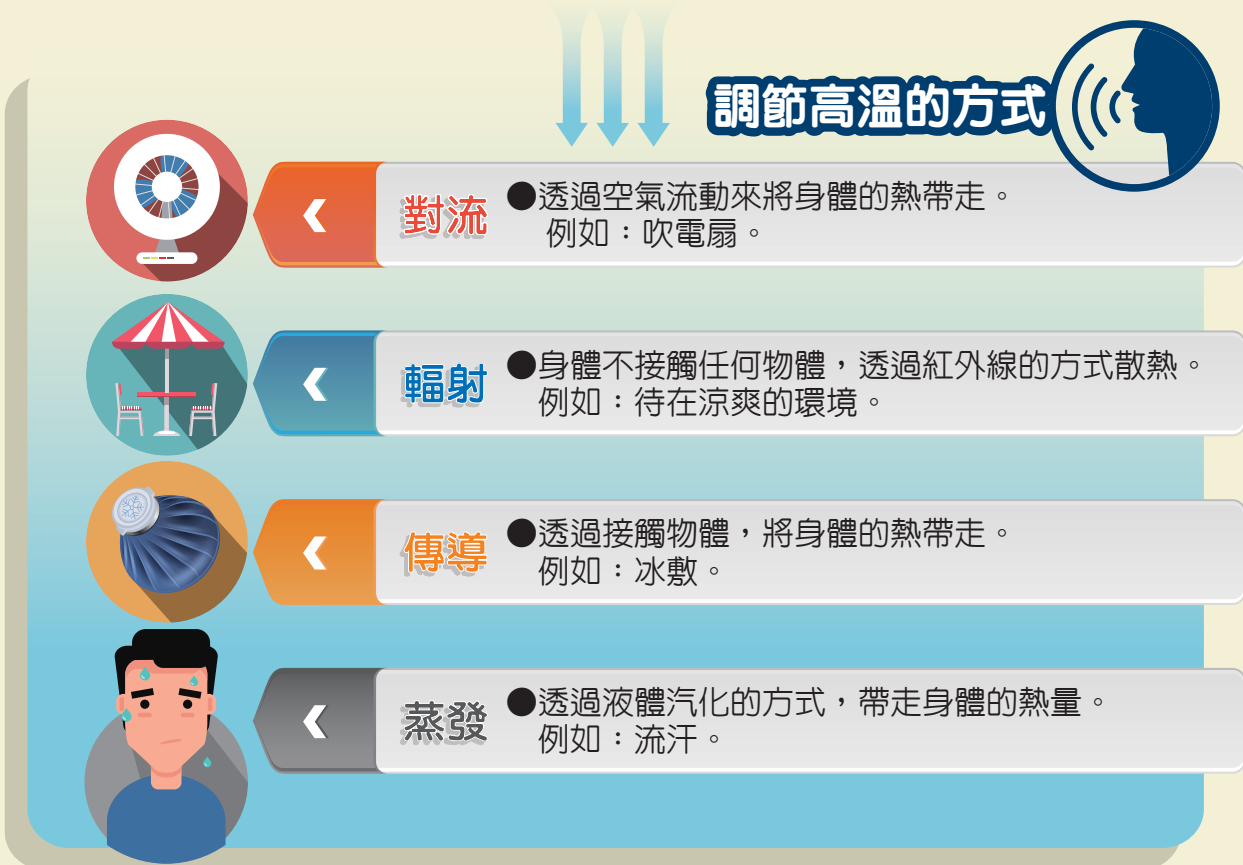 調節高溫的方式
對流
●透過空氣流動來將身體的熱帶走。
例如：吹電扇。
輻射
●身體不接觸任何物體，透過紅外線的方式散熱。
例如：待在涼爽的環境。
傳導
●透過接觸物體，將身體的熱帶走。
例如：冰敷。
蒸發
●透過液體汽化的方式，帶走身體的熱量。
例如：流汗。